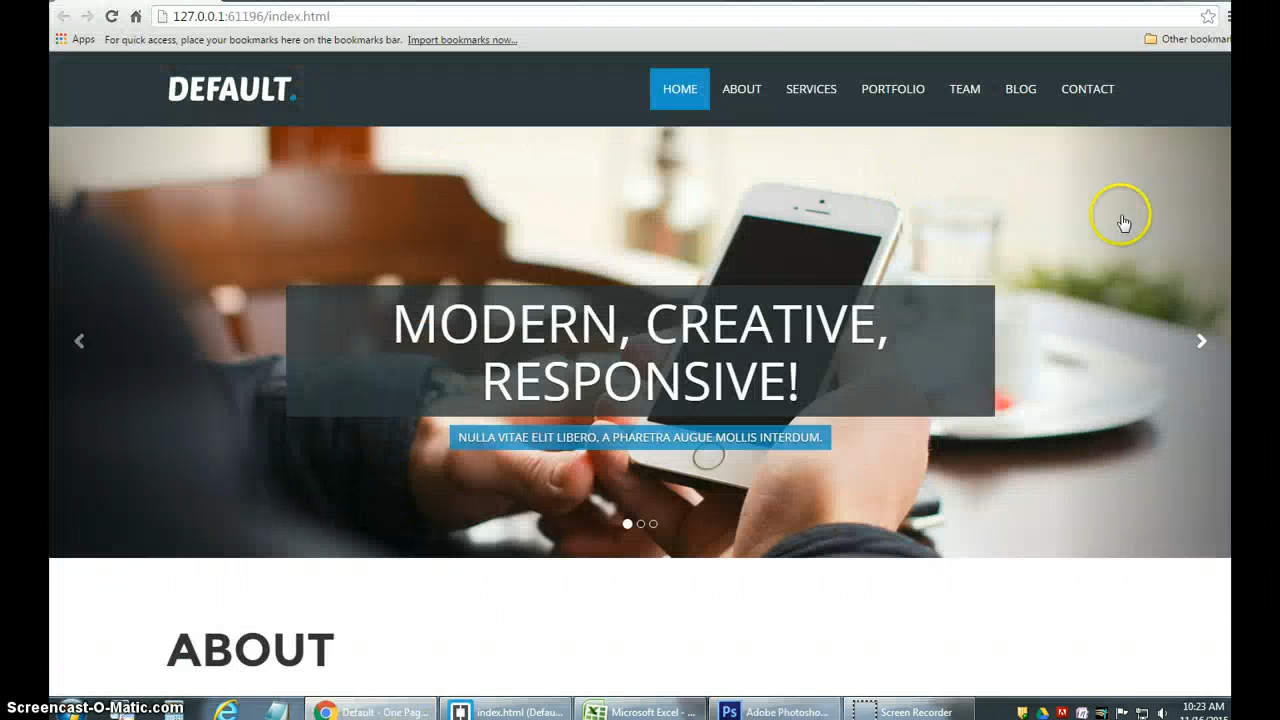 127.0.0.1:61196/index.html
Apps For quick access, place your bookmarks here on the bookmarks bar. Import bookmarks now... Other bookmar
DEFAULT. HOME ABOUT SERVICES PORTFOLIO TEAM BLOG CONTACT
MODERN, CREATIVE,
RESPONSIVE!
NULLA VITAE ELIT LIBERO, A PHARETRA AUGUE MOLLIS INTERDUM.
ABOUT
Screencast-O-Matic.com
Default - One Pag... index.html (Defau... Microsoft Excel - ... Ps Adobe Photosho... Screen Recorder 10:23 AM